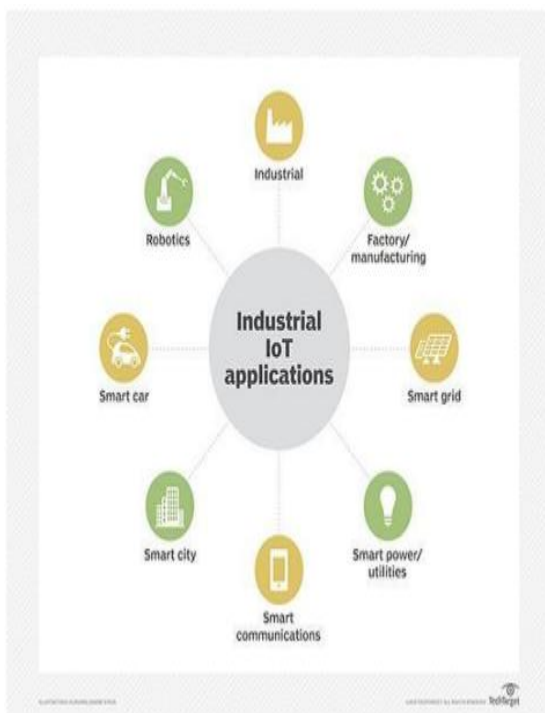 Industrial
Robotics
Factory/
manufacturing
Industrial
IoT
applications
Smart car
Smart grid
Smart city
Smart power/
utilities
Smart
communications
TechTarget